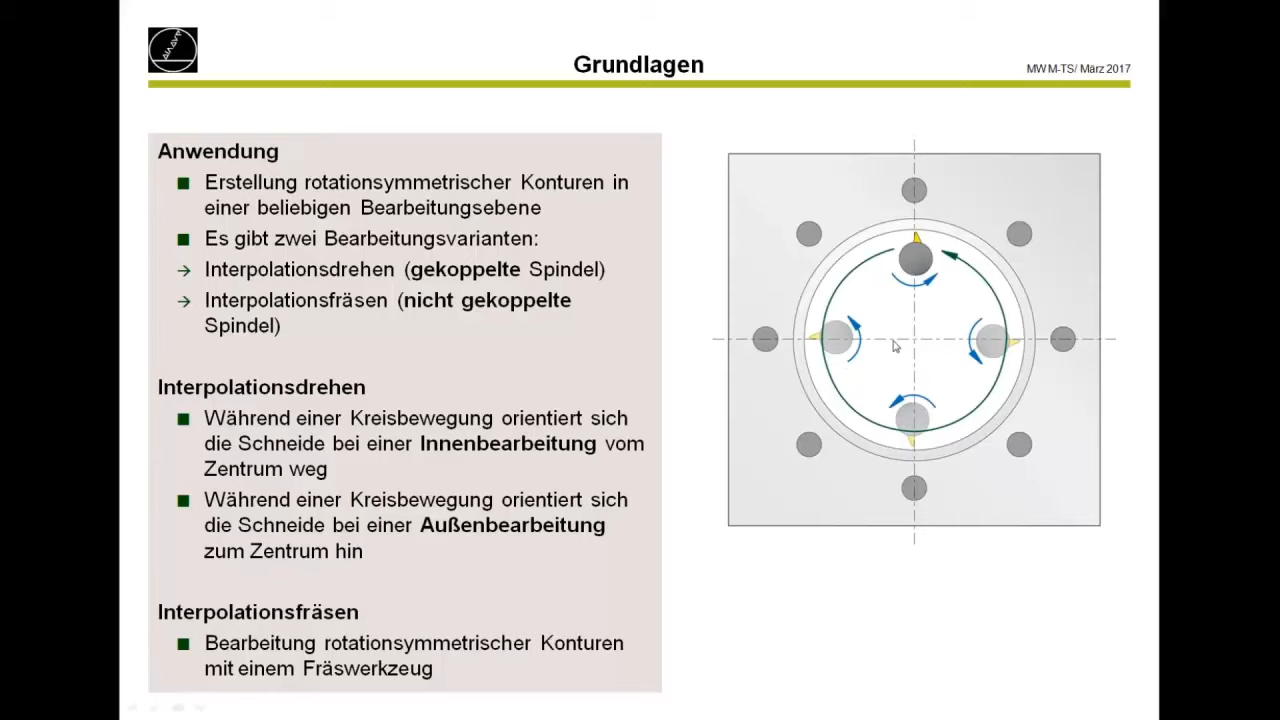 Grundlagen
MWM-TS/ März 2017
Anwendung
Erstellung rotationsymmetrischer Konturen in
einer beliebigen Bearbeitungsebene
Es gibt zwei Bearbeitungsvarianten:
→ Interpolationsdrehen (gekoppelte Spindel)
→ Interpolationsfräsen (nicht gekoppelte
Spindel)
Interpolationsdrehen
Während einer Kreisbewegung orientiert sich
die Schneide bei einer Innenbearbeitung vom
Zentrum weg
Während einer Kreisbewegung orientiert sich
die Schneide bei einer Außenbearbeitung
zum Zentrum hin
Interpolationsfräsen
Bearbeitung rotationsymmetrischer Konturen
mit einem Fräswerkzeug